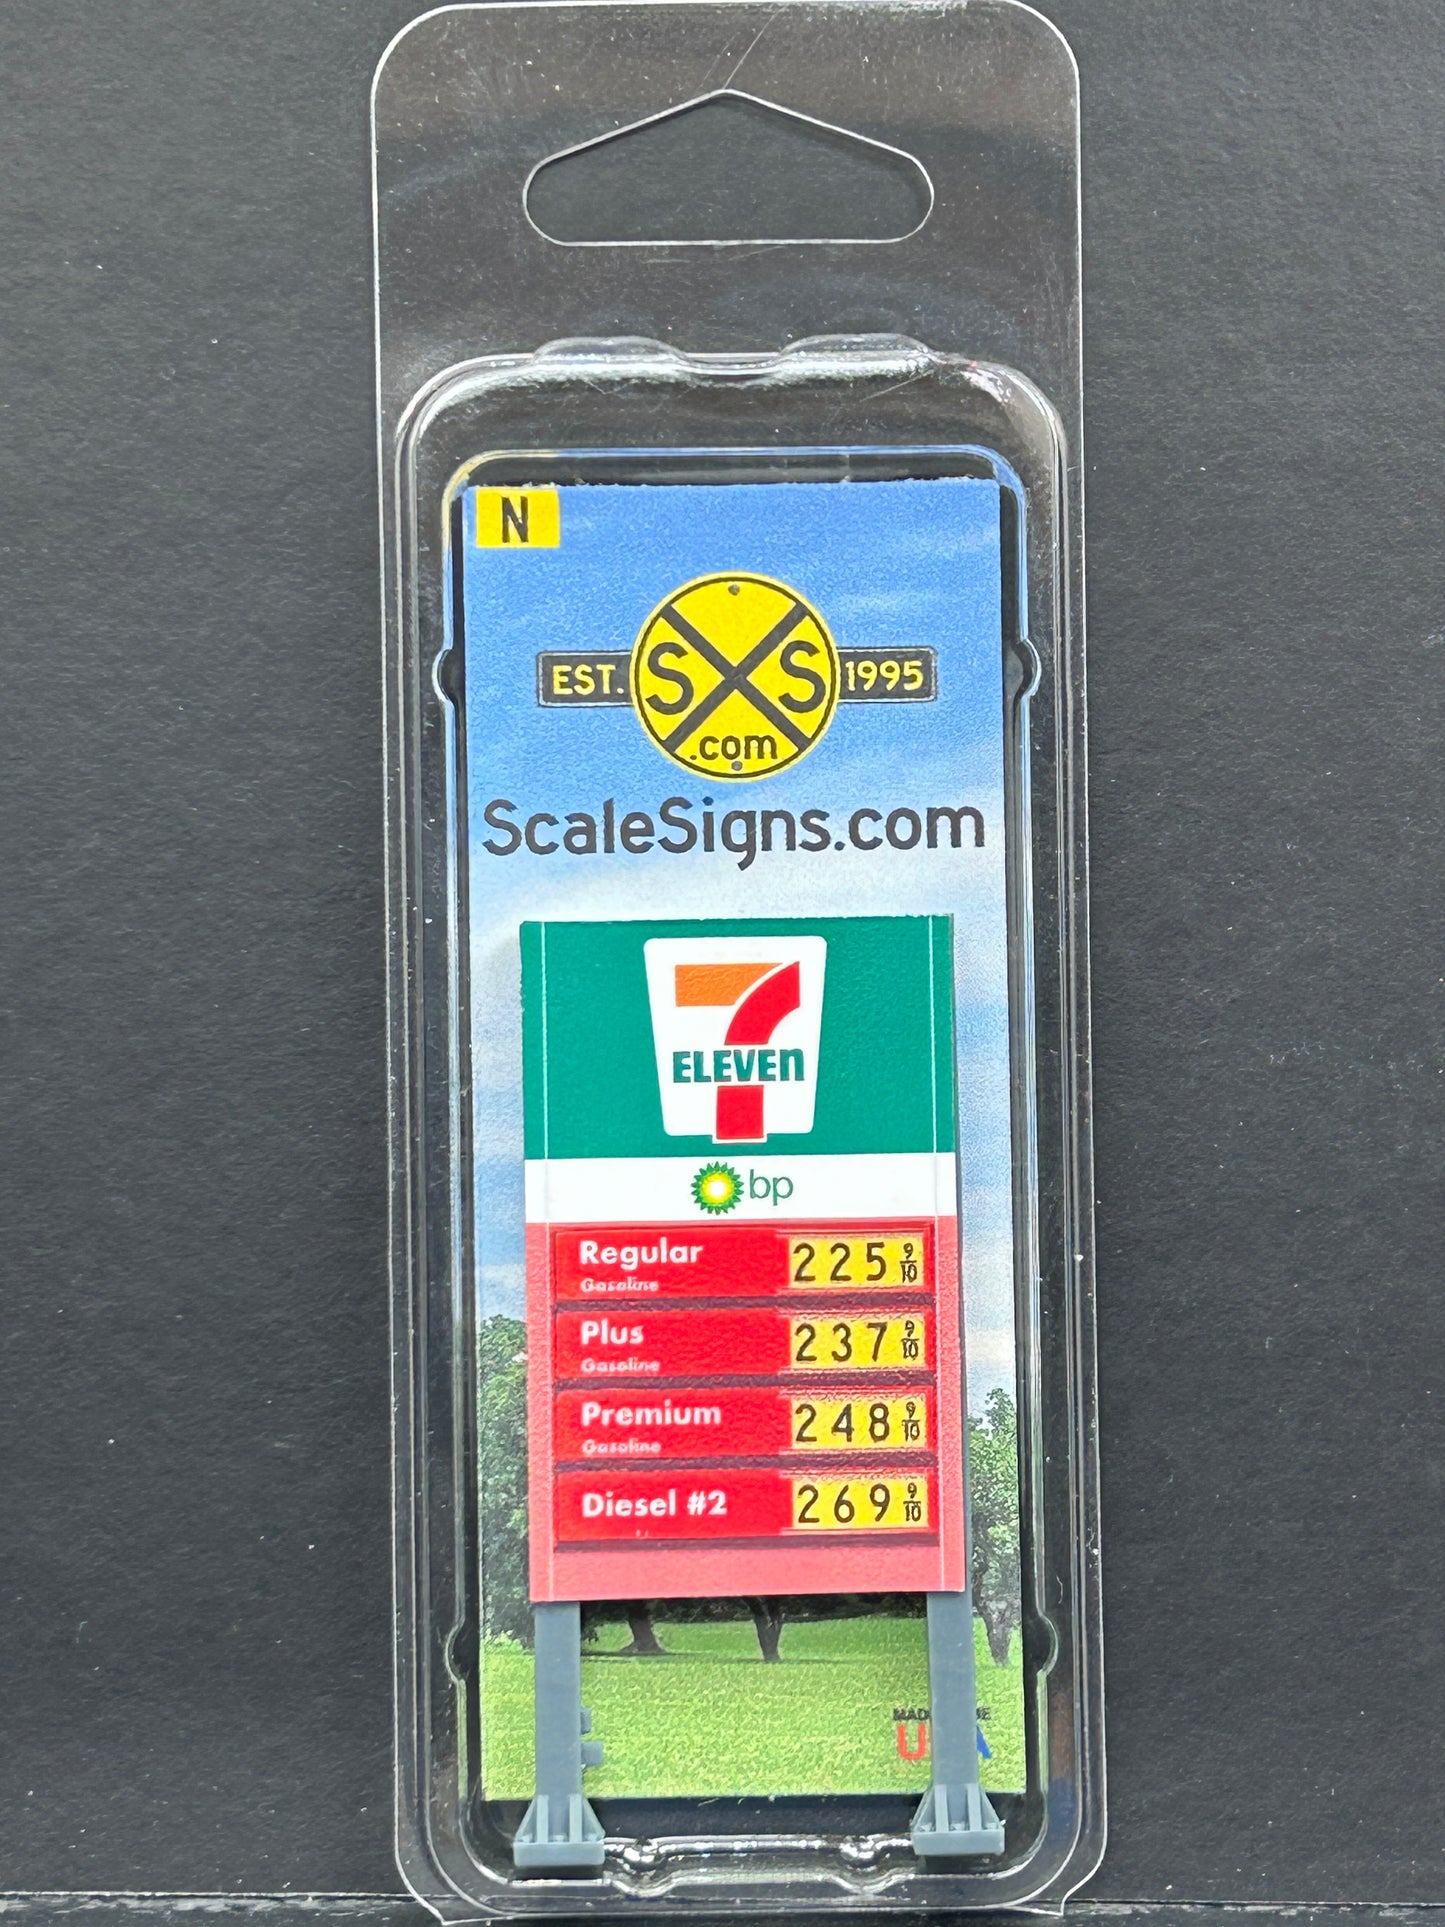 N
EST. SXS 1995
.com
ScaleSigns.com
7
ELEVEn
bp
Regular 225 9/10
Gasoline
Plus 237 9/10
Gasoline
Premium 248 9/10
Gasoline
Diesel #2 269 9/10